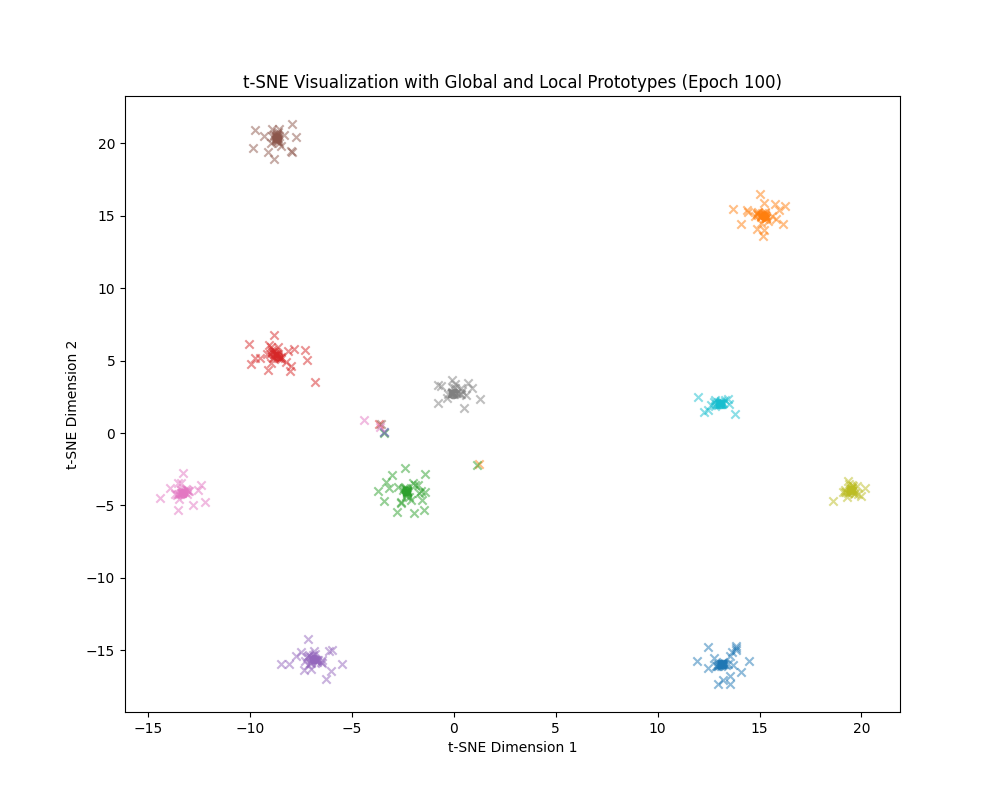 t-SNE Visualization with Global and Local Prototypes (Epoch 100)
t-SNE Dimension 2
20
15
10
5
0
−5
−10
−15
−15 −10 −5 0 5 10 15 20
t-SNE Dimension 1